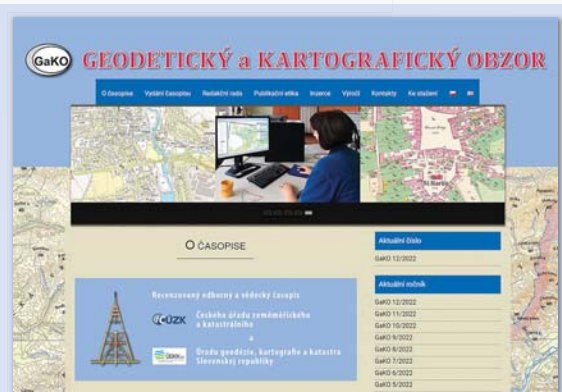 GaKO
GEODETICKÝ a KARTOGRAFICKÝ OBZOR
O časopise Vydání časopisu Redakční rada Publikační etika Inzerce Výročí Kontakty Ke stažení
O ČASOPISE
Recenzovaný odborný a vědecký časopis
ČÚZK
Českého úřadu zeměměřického
a katastrálního
a
Úradu geodézie, kartografie a katastra
Slovenskej republiky
Aktuální číslo
GaKO 12/2022
Aktuální ročník
GaKO 12/2022
GaKO 11/2022
GaKO 10/2022
GaKO 9/2022
GaKO 8/2022
GaKO 7/2022
GaKO 6/2022
GaKO 5/2022